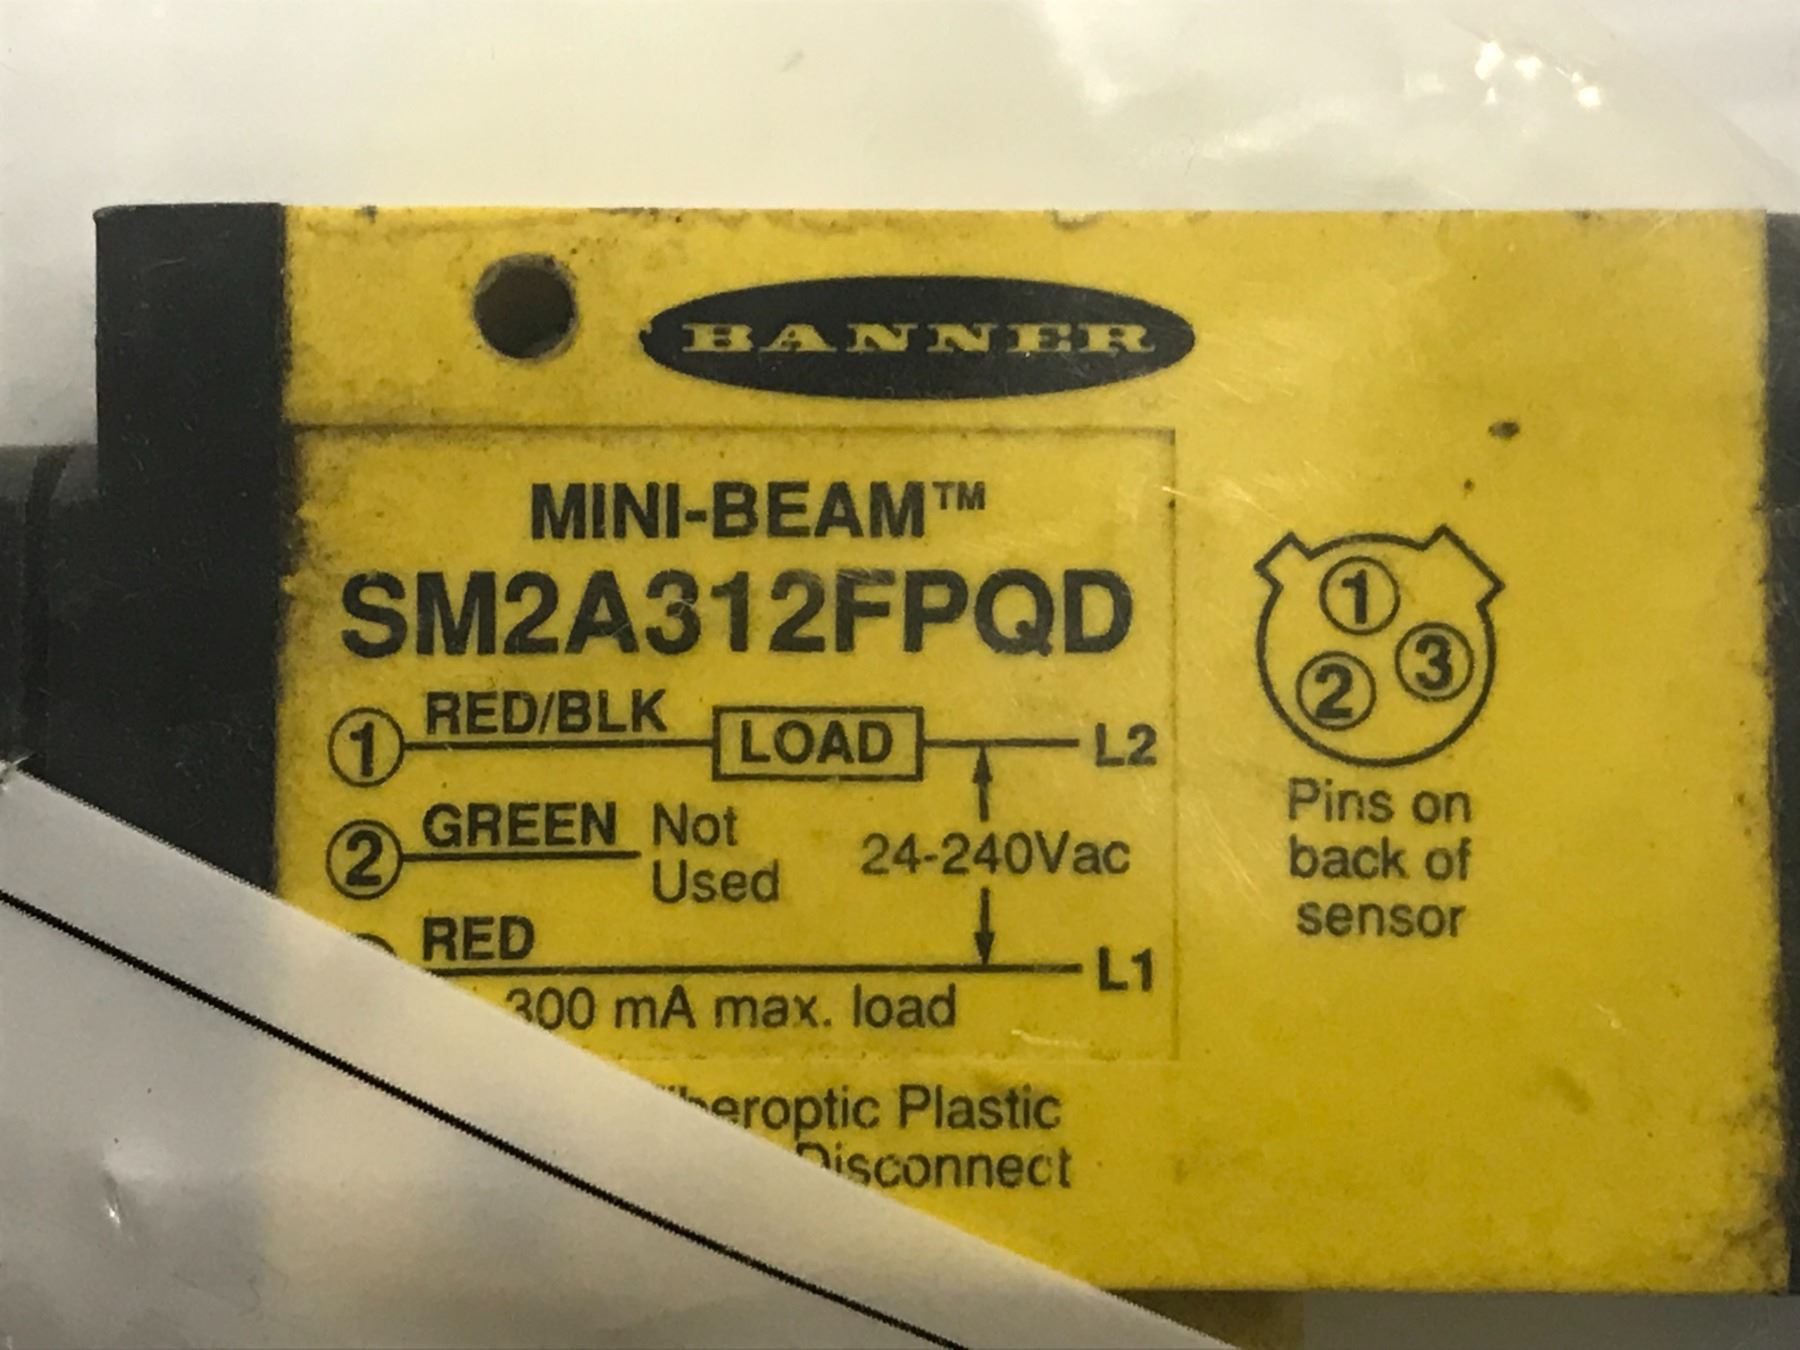 BANNER
MINI-BEAM™
SM2A312FPQD
1 RED/BLK LOAD L2
2 GREEN Not Used
24-240Vac
RED L1
300 mA max. load
Plastic
Disconnect
1
2
3
Pins on
back of
sensor